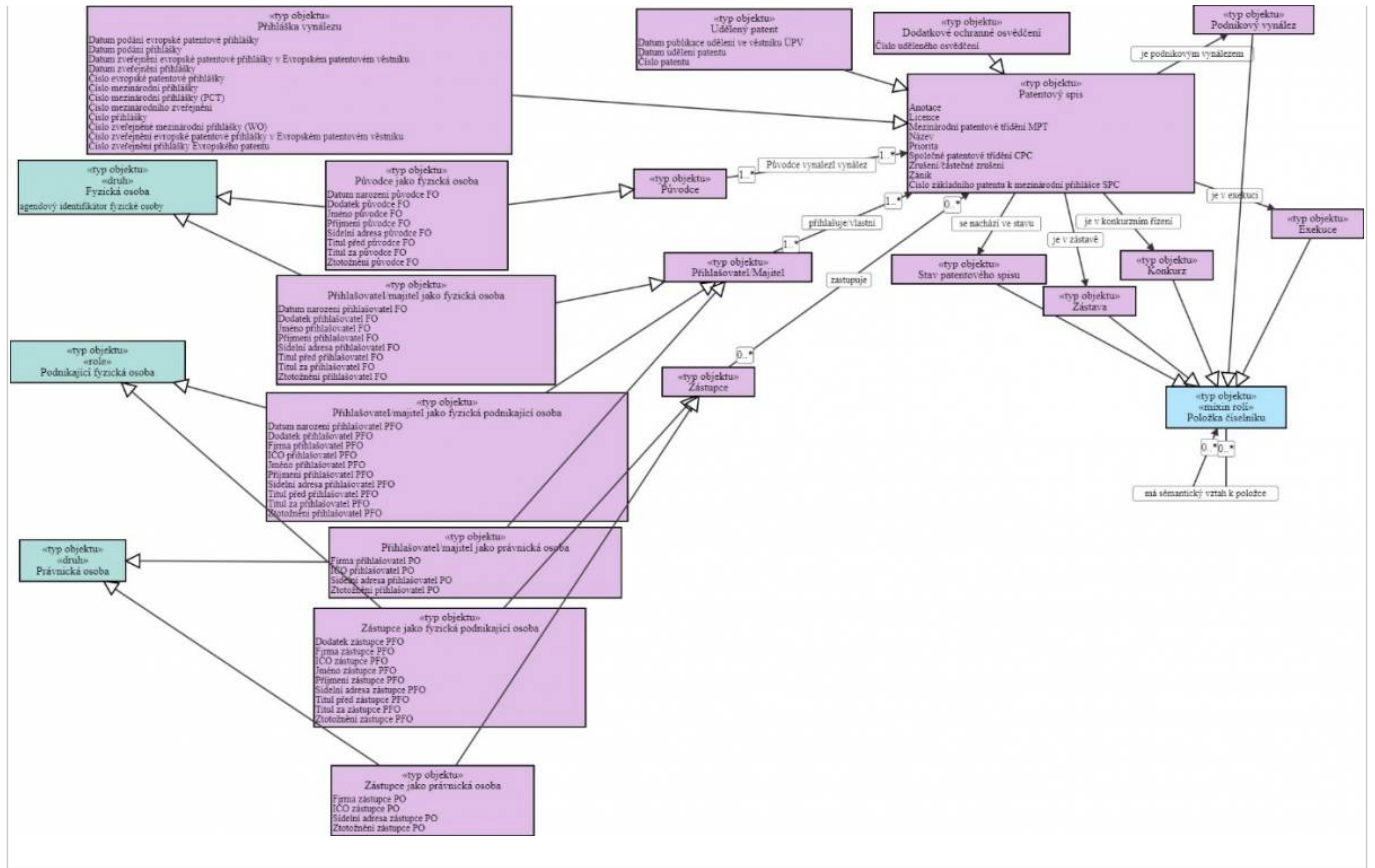 «typ objektu»
Přihláška vynálezu
Datum podání evropské patentové přihlášky
Datum podání přihlášky
Datum zveřejnění evropské patentové přihlášky v Evropském patentovém věstníku
Datum zveřejnění přihlášky
Číslo evropské patentové přihlášky
Číslo mezinárodní přihlášky
Číslo mezinárodní přihlášky (PCT)
Číslo mezinárodního zveřejnění
Číslo přihlášky
Číslo zveřejněné mezinárodní přihlášky (WO)
Číslo zveřejnění evropské patentové přihlášky v Evropském patentovém věstníku
Číslo zveřejnění přihlášky Evropského patentu
«typ objektu»
Udělený patent
Datum publikace udělení ve věstníku ÚPV
Datum udělení patentu
Číslo patentu
«typ objektu»
Dodatkové ochranné osvědčení
Číslo uděleného osvědčení
«typ objektu»
Podnikový vynález
je podnikovým vynálezem
«typ objektu»
Patentový spis
Anotace
Licence
Mezinárodní patentové třídění MPT
Název
Priorita
Společné patentové třídění CPC
Zrušení/částečné zrušení
Zánik
Číslo základního patentu k mezinárodní přihlášce SPC
«typ objektu»
«druh»
Fyzická osoba
agendový identifikátor fyzické osoby
«typ objektu»
Původce jako fyzická osoba
Datum narození původce FO
Dodatek původce FO
Jméno původce FO
Příjmení původce FO
Sídelní adresa původce FO
Titul před původce FO
Titul za původce FO
Ztotožnění původce FO
«typ objektu»
Původce
1..*
Původce vynalezl vynález
1..*
1..*
přihlašuje/vlastní
1..*
0..*
zastupuje
0..*
se nachází ve stavu
je v zástavě
je v konkurzním řízení
je v exekuci
«typ objektu»
Exekuce
«typ objektu»
Konkurz
«typ objektu»
Stav patentového spisu
«typ objektu»
Zástava
«typ objektu»
Přihlašovatel/Majitel
«typ objektu»
Přihlašovatel/majitel jako fyzická osoba
Datum narození přihlašovatel FO
Dodatek přihlašovatel FO
Jméno přihlašovatel FO
Příjmení přihlašovatel FO
Sídelní adresa přihlašovatel FO
Titul před přihlašovatel FO
Titul za přihlašovatel FO
Ztotožnění přihlašovatel FO
«typ objektu»
«role»
Podnikající fyzická osoba
«typ objektu»
Zástupce
«typ objektu»
«mixin rolí»
Položka číselníku
0..*
0..*
má sémantický vztah k položce
«typ objektu»
Přihlašovatel/majitel jako fyzická podnikající osoba
Datum narození přihlašovatel PFO
Dodatek přihlašovatel PFO
Firma přihlašovatel PFO
IČO přihlašovatel PFO
Jméno přihlašovatel PFO
Příjmení přihlašovatel PFO
Sídelní adresa přihlašovatel PFO
Titul před přihlašovatel PFO
Titul za přihlašovatel PFO
Ztotožnění přihlašovatel PFO
«typ objektu»
«druh»
Právnická osoba
«typ objektu»
Přihlašovatel/majitel jako právnická osoba
Firma přihlašovatel PO
IČO přihlašovatel PO
Sídelní adresa přihlašovatel PO
Ztotožnění přihlašovatel PO
«typ objektu»
Zástupce jako fyzická podnikající osoba
Dodatek zástupce PFO
Firma zástupce PFO
IČO zástupce PFO
Jméno zástupce PFO
Příjmení zástupce PFO
Sídelní adresa zástupce PFO
Titul před zástupce PFO
Titul za zástupce PFO
Ztotožnění zástupce PFO
«typ objektu»
Zástupce jako právnická osoba
Firma zástupce PO
IČO zástupce PO
Sídelní adresa zástupce PO
Ztotožnění zástupce PO